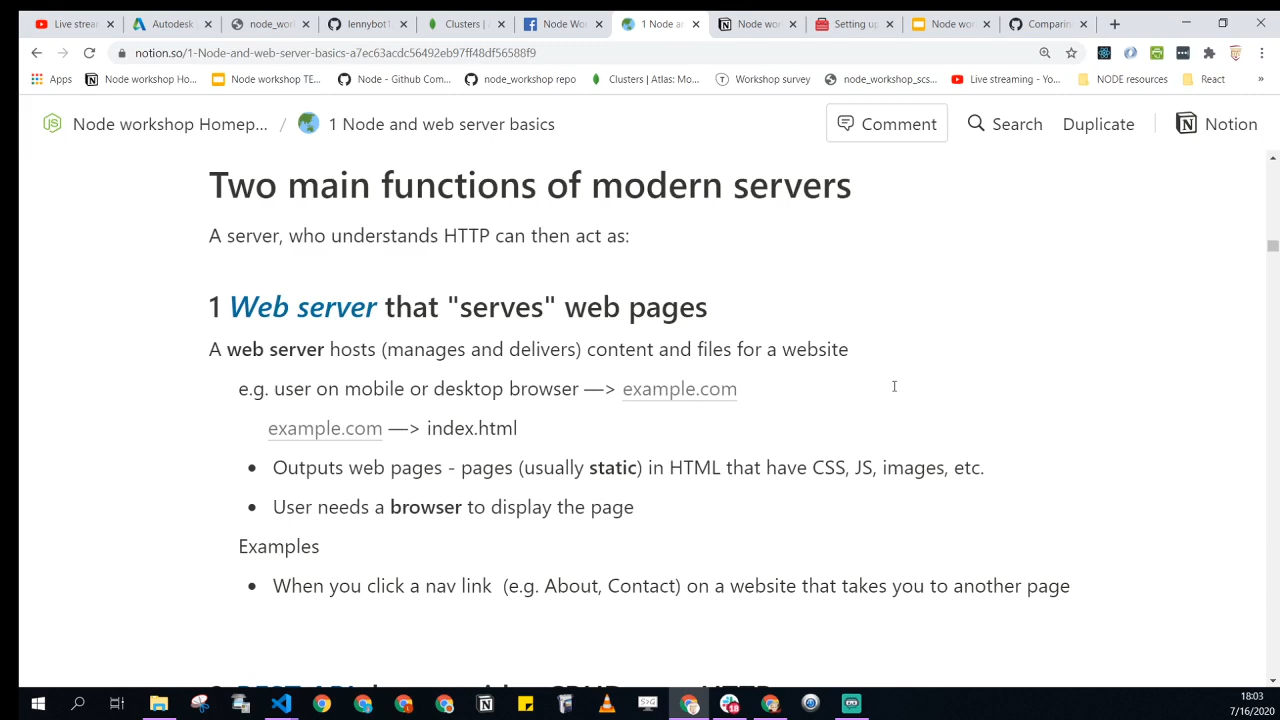 Live strean
Autodesk
node_wor
lennybot1
Clusters |
Node Wor
1 Node ar
Node wor
Setting up
Node wor
Comparin
notion.so/1-Node-and-web-server-basics-a7ec63acdc56492eb97ff48df56588f9
Apps
Node workshop Ho...
Node workshop TE...
Node - Github Com...
node_workshop repo
Clusters | Atlas: Mo...
Workshop survey
node_workshop_scs...
Live streaming - Yo...
NODE resources
React
»
Node workshop Homep... / 1 Node and web server basics
Comment
Search
Duplicate
Notion
Two main functions of modern servers
A server, who understands HTTP can then act as:
1 Web server that "serves" web pages
A web server hosts (manages and delivers) content and files for a website
e.g. user on mobile or desktop browser —> example.com
example.com —> index.html
• Outputs web pages - pages (usually static) in HTML that have CSS, JS, images, etc.
• User needs a browser to display the page
Examples
• When you click a nav link (e.g. About, Contact) on a website that takes you to another page
18:03
7/16/2020